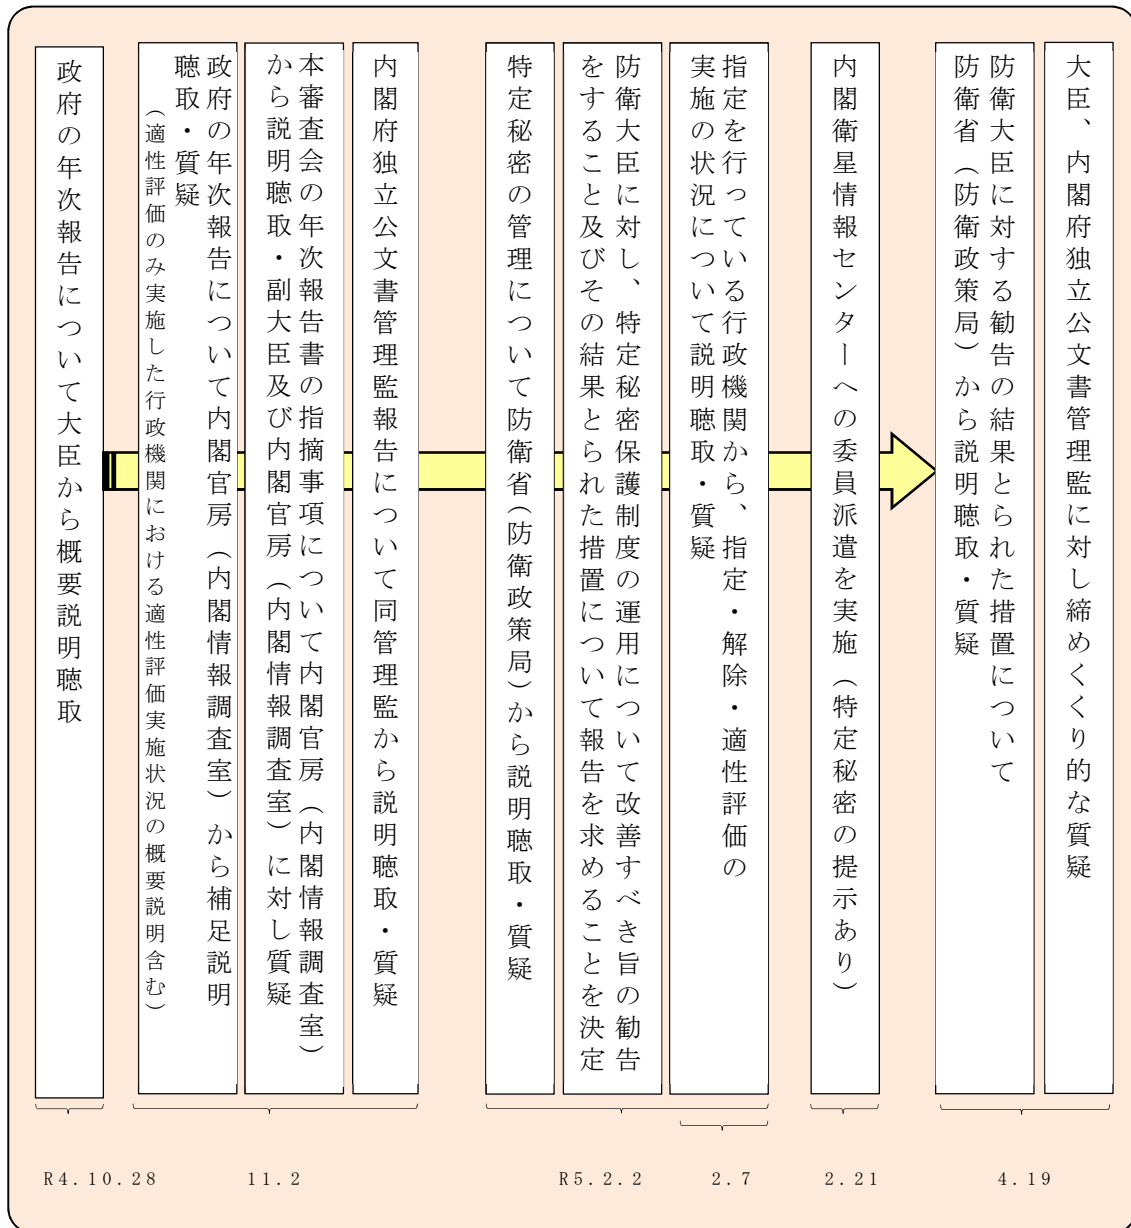 政府の年次報告について大臣から概要説明聴取
政府の年次報告について内閣官房（内閣情報調査室）から補足説明
聴取・質疑
（適性評価のみ実施した行政機関における適性評価実施状況の概要説明含む）
本審査会の年次報告書の指摘事項について内閣官房（内閣情報調査室）
から説明聴取・副大臣及び内閣官房（内閣情報調査室）に対し質疑
内閣府独立公文書管理監報告について同管理監から説明聴取・質疑
特定秘密の管理について防衛省（防衛政策局）から説明聴取・質疑
防衛大臣に対し、特定秘密保護制度の運用について改善すべき旨の勧告
をすること及びその結果とられた措置について報告を求めることを決定
指定を行っている行政機関から、指定・解除・適性評価の
実施の状況について説明聴取・質疑
内閣衛星情報センターへの委員派遣を実施（特定秘密の提示あり）
防衛大臣に対する勧告の結果とられた措置について
防衛省（防衛政策局）から説明聴取・質疑
大臣、内閣府独立公文書管理監に対し締めくくり的な質疑
R4.10.28
11.2
R5.2.2
2.7
2.21
4.19